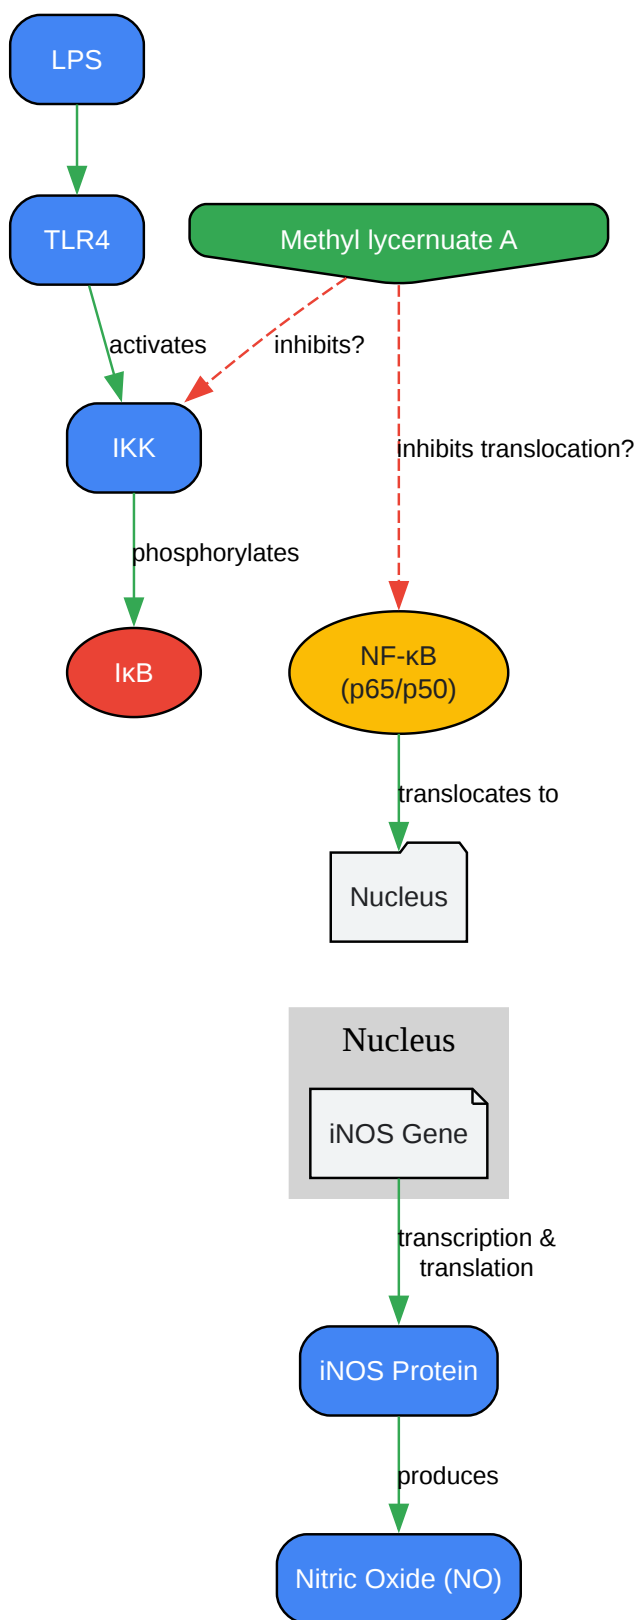 LPS
TLR4
Methyl lycernuate A
activates
inhibits?
IKK
inhibits translocation?
phosphorylates
IκB
NF-κB
(p65/p50)
translocates to
Nucleus
Nucleus
iNOS Gene
transcription &
translation
iNOS Protein
produces
Nitric Oxide (NO)